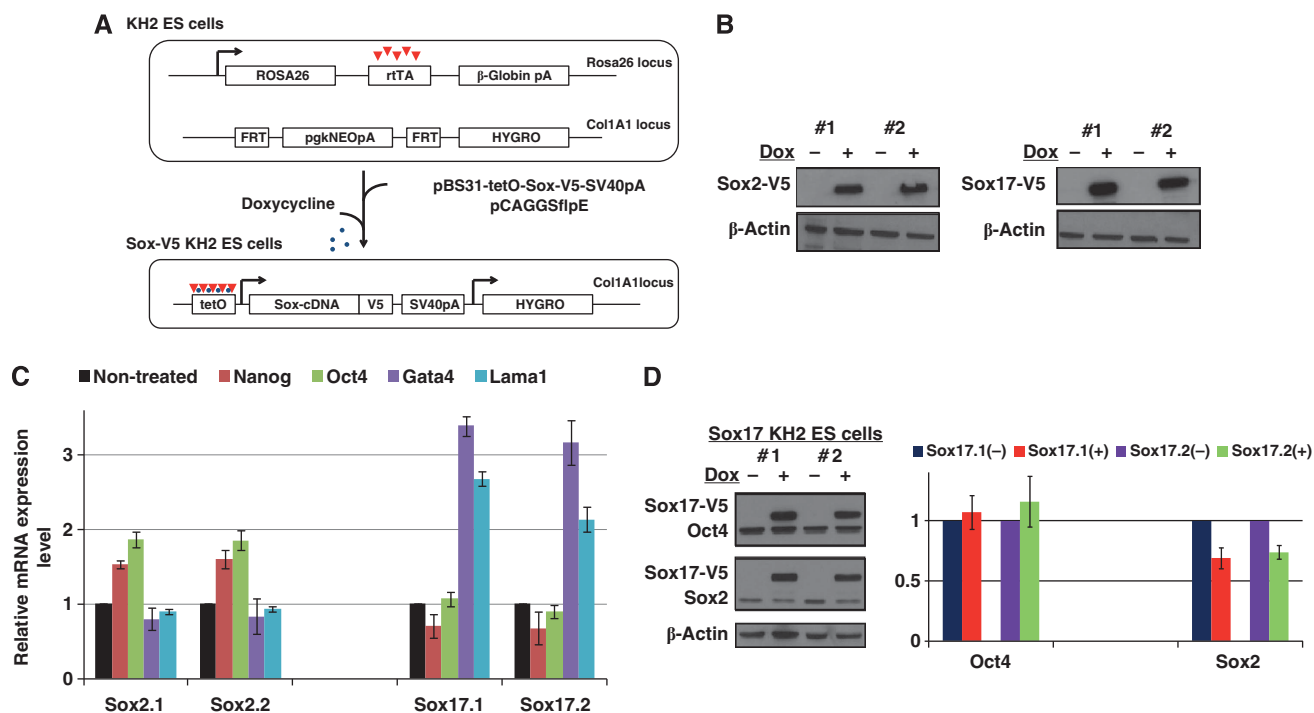 A
KH2 ES cells
ROSA26
rtTA
β-Globin pA
Rosa26 locus
FRT
pgkNEOpA
FRT
HYGRO
Col1A1 locus
Doxycycline
pBS31-tetO-Sox-V5-SV40pA
pCAGGSflpE
Sox-V5 KH2 ES cells
tetO
Sox-cDNA
V5
SV40pA
HYGRO
Col1A1locus
B
#1 #2
Dox − + − +
Sox2-V5
β-Actin
#1 #2
Dox − + − +
Sox17-V5
β-Actin
C
Non-treated Nanog Oct4 Gata4 Lama1
Relative mRNA expression
level
3
2
1
0
Sox2.1 Sox2.2 Sox17.1 Sox17.2
D
Sox17 KH2 ES cells
#1 #2
Dox − + − +
Sox17-V5
Oct4
Sox17-V5
Sox2
β-Actin
Sox17.1(−) Sox17.1(+) Sox17.2(−) Sox17.2(+)
1
0.5
0
Oct4 Sox2